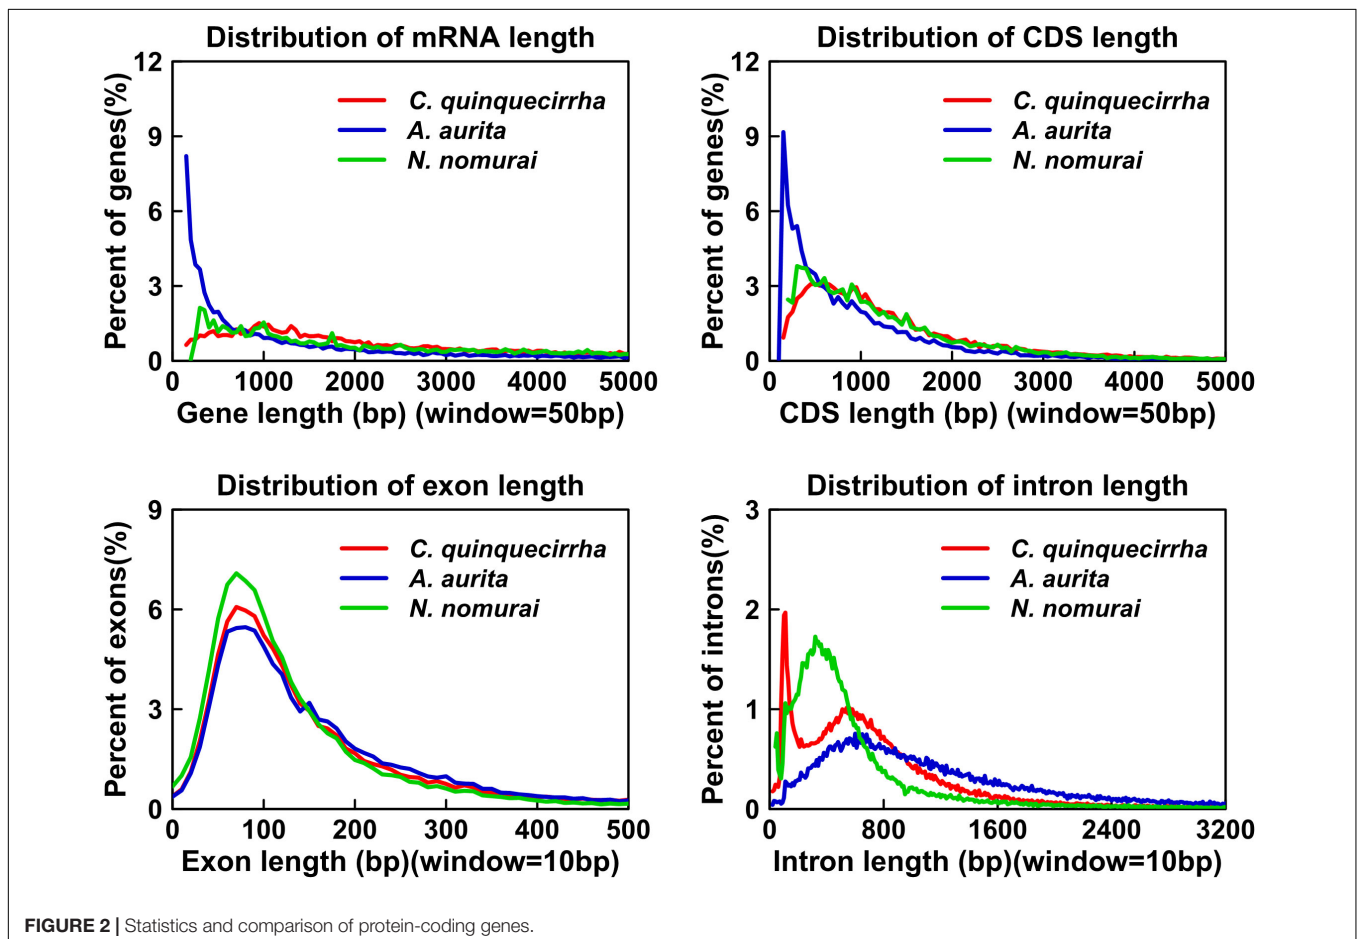 Distribution of mRNA length
12
9
6
3
0
Percent of genes(%)
C. quinquecirrha
A. aurita
N. nomurai
0 1000 2000 3000 4000 5000
Gene length (bp) (window=50bp)
Distribution of CDS length
12
9
6
3
0
Percent of genes(%)
C. quinquecirrha
A. aurita
N. nomurai
0 1000 2000 3000 4000 5000
CDS length (bp) (window=50bp)
Distribution of exon length
9
6
3
0
Percent of exons(%)
C. quinquecirrha
A. aurita
N. nomurai
0 100 200 300 400 500
Exon length (bp)(window=10bp)
Distribution of intron length
3
2
1
0
Percent of introns(%)
C. quinquecirrha
A. aurita
N. nomurai
0 800 1600 2400 3200
Intron length (bp)(window=10bp)
FIGURE 2 | Statistics and comparison of protein-coding genes.